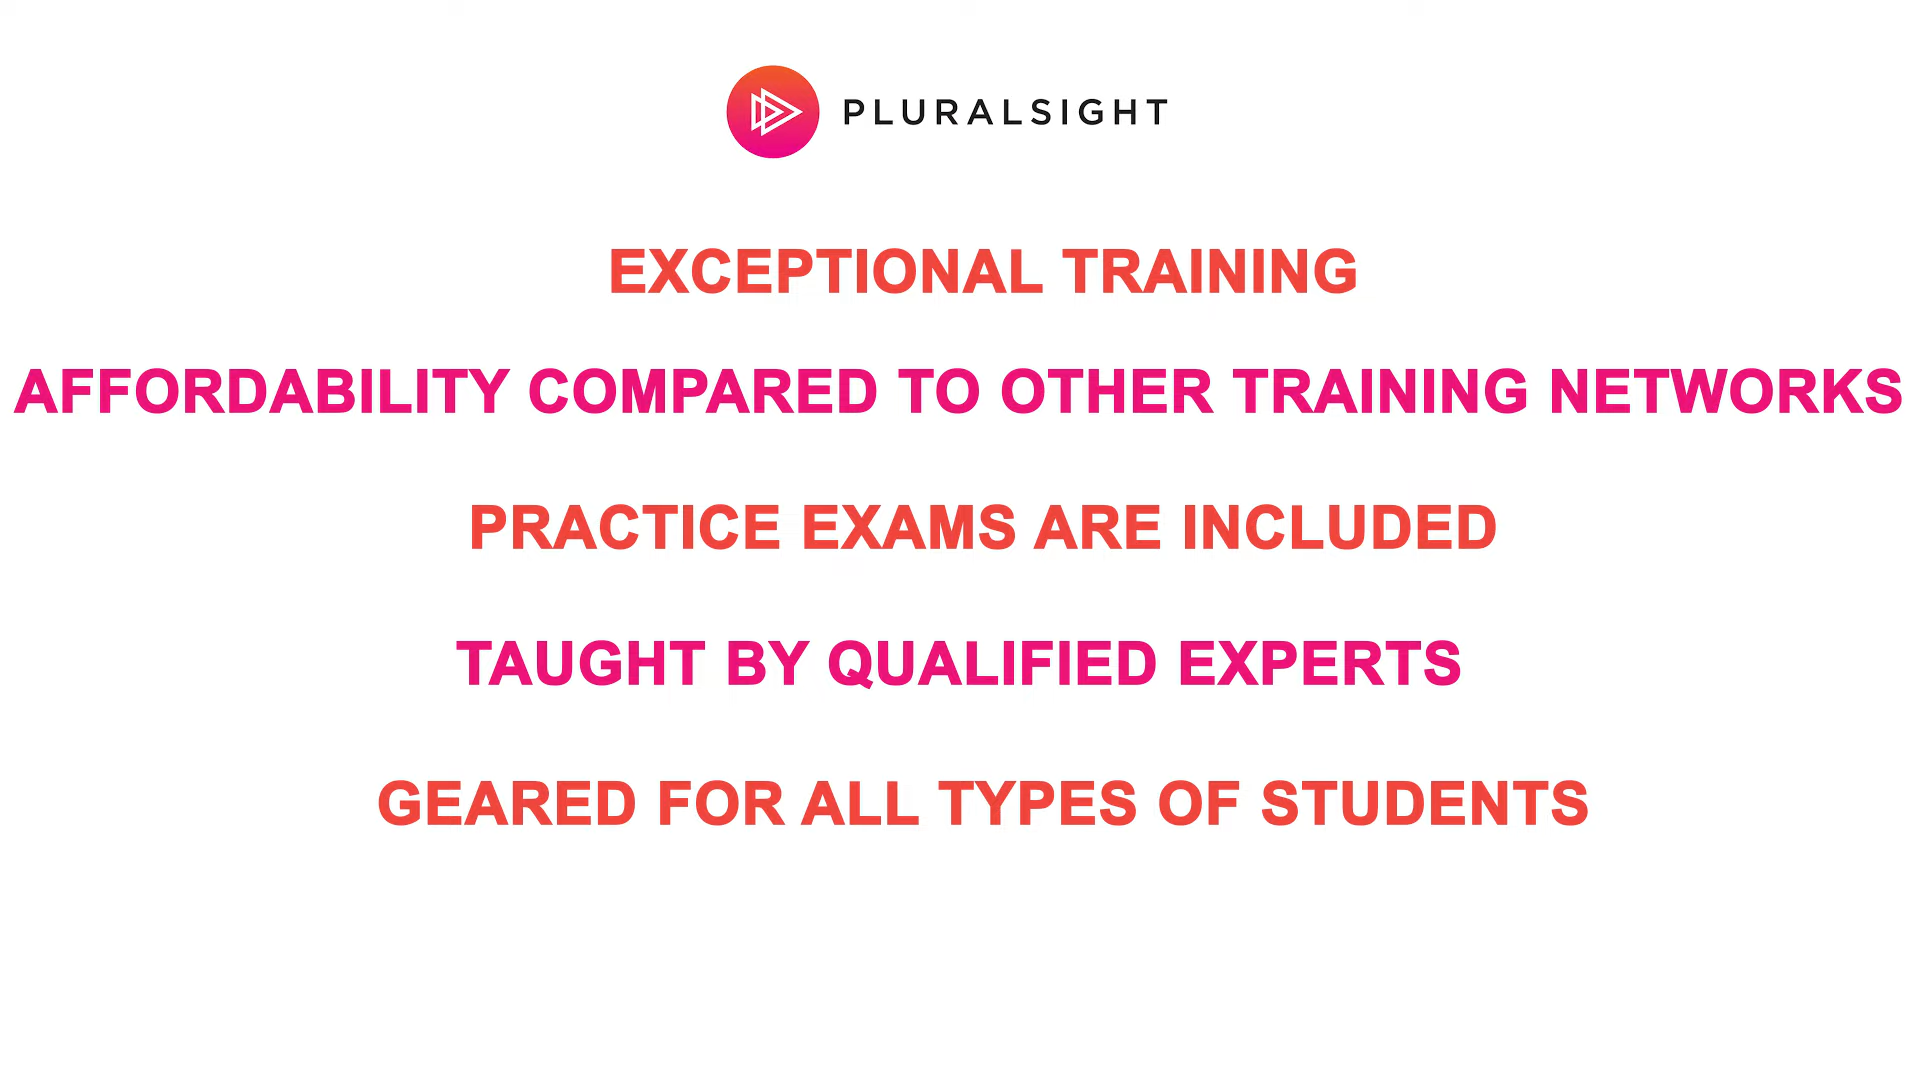 PLURALSIGHT
EXCEPTIONAL TRAINING
AFFORDABILITY COMPARED TO OTHER TRAINING NETWORKS
PRACTICE EXAMS ARE INCLUDED
TAUGHT BY QUALIFIED EXPERTS
GEARED FOR ALL TYPES OF STUDENTS